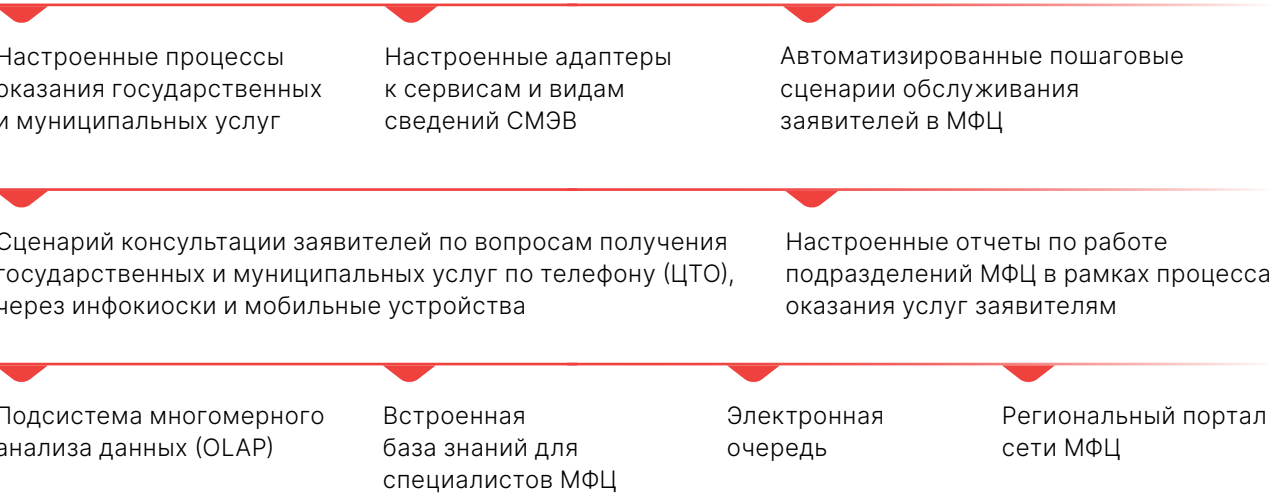 Настроенные процессы
оказания государственных
и муниципальных услуг
Настроенные адаптеры
к сервисам и видам
сведений СМЭВ
Автоматизированные пошаговые
сценарии обслуживания
заявителей в МФЦ
Сценарий консультации заявителей по вопросам получения
государственных и муниципальных услуг по телефону (ЦТО),
через инфокиоски и мобильные устройства
Настроенные отчеты по работе
подразделений МФЦ в рамках процесса
оказания услуг заявителям
Подсистема многомерного
анализа данных (OLAP)
Встроенная
база знаний для
специалистов МФЦ
Электронная
очередь
Региональный портал
сети МФЦ